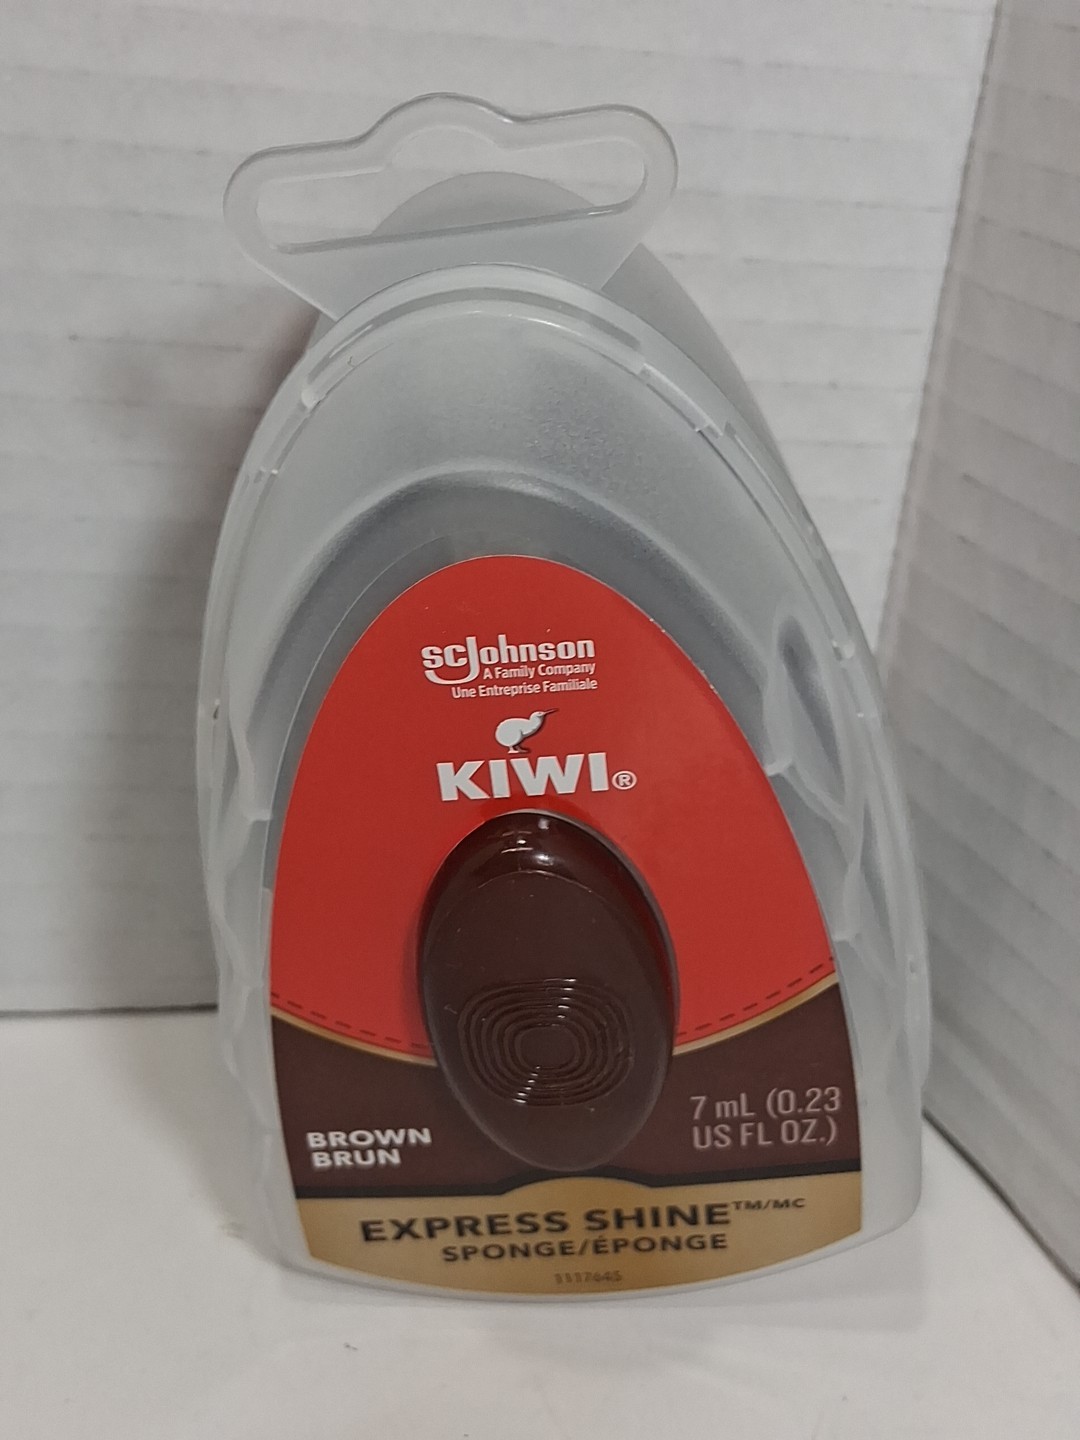 scJohnson
A Family Company
Une Entreprise Familiale
KIWI®
7 mL (0.23
US FL OZ.)
BROWN
BRUN
EXPRESS SHINE™/MC
SPONGE/ÉPONGE
1117645